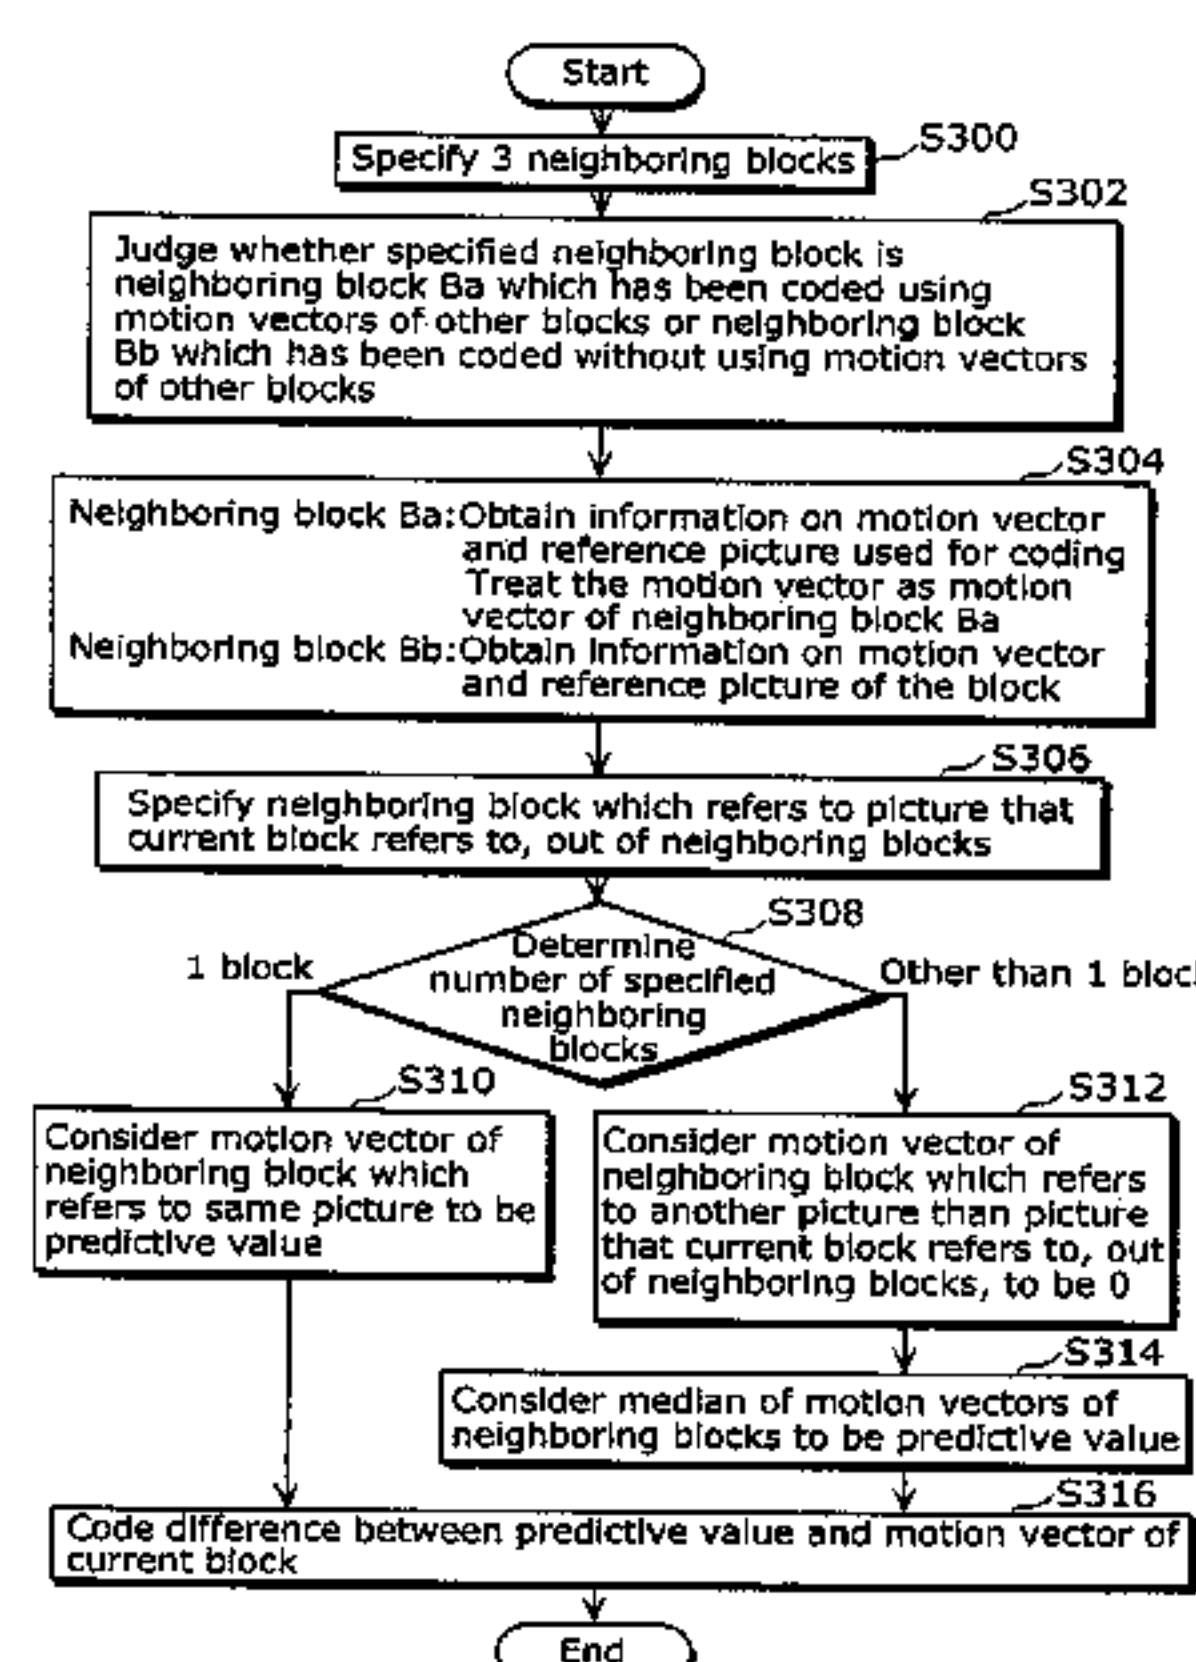 Start
S300
Specify 3 neighboring blocks
S302
Judge whether specified neighboring block is
neighboring block Ba which has been coded using
motion vectors of other blocks or neighboring block
Bb which has been coded without using motion vectors
of other blocks
S304
Neighboring block Ba:Obtain information on motion vector
and reference picture used for coding
Treat the motion vector as motion
vector of neighboring block Ba
Neighboring block Bb:Obtain information on motion vector
and reference picture of the block
S306
Specify neighboring block which refers to picture that
current block refers to, out of neighboring blocks
S308
Determine
number of specified
neighboring
blocks
1 block
Other than 1 bloc
S310
Consider motion vector of
neighboring block which
refers to same picture to be
predictive value
S312
Consider motion vector of
neighboring block which refers
to another picture than picture
that current block refers to, out
of neighboring blocks, to be 0
S314
Consider median of motion vectors of
neighboring blocks to be predictive value
S316
Code difference between predictive value and motion vector of
current block
End